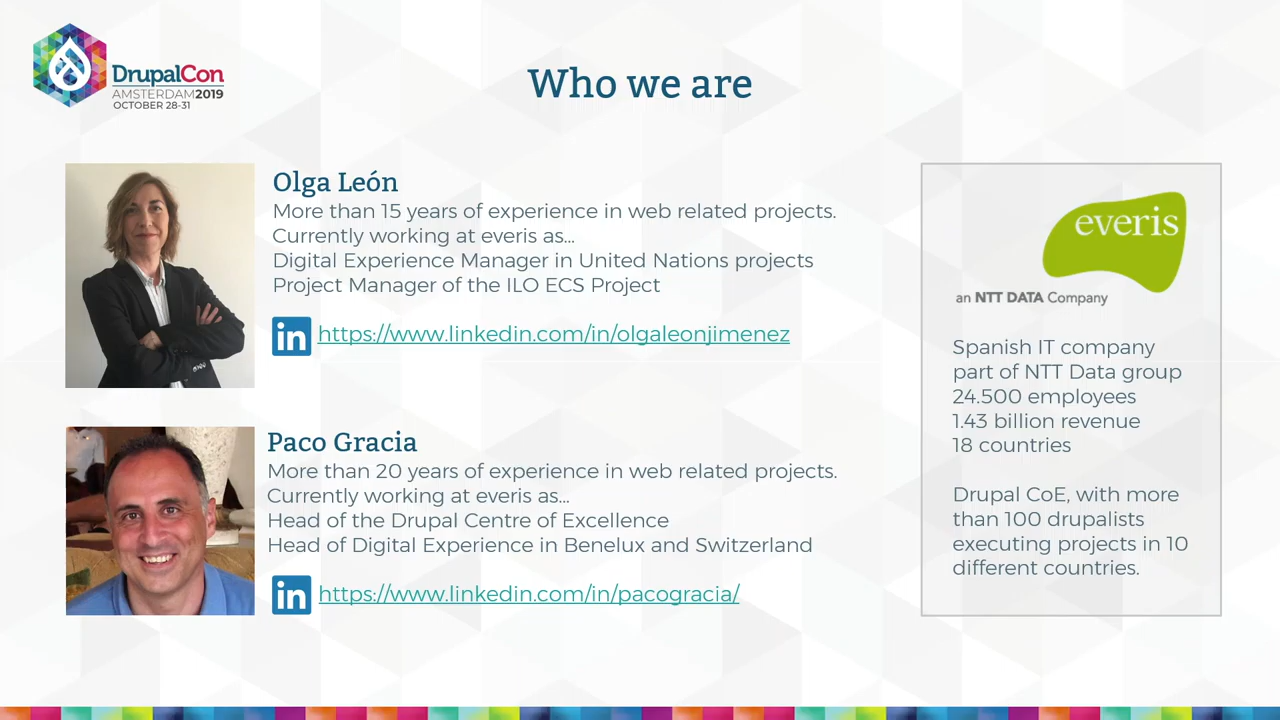 DrupalCon
AMSTERDAM2019
OCTOBER 28-31
Who we are
Olga León
More than 15 years of experience in web related projects.
Currently working at everis as...
Digital Experience Manager in United Nations projects
Project Manager of the ILO ECS Project
in https://www.linkedin.com/in/olgaleonjimenez
Paco Gracia
More than 20 years of experience in web related projects.
Currently working at everis as...
Head of the Drupal Centre of Excellence
Head of Digital Experience in Benelux and Switzerland
in https://www.linkedin.com/in/pacogracia/
everis
an NTT DATA Company
Spanish IT company
part of NTT Data group
24.500 employees
1.43 billion revenue
18 countries
Drupal CoE, with more
than 100 drupalists
executing projects in 10
different countries.